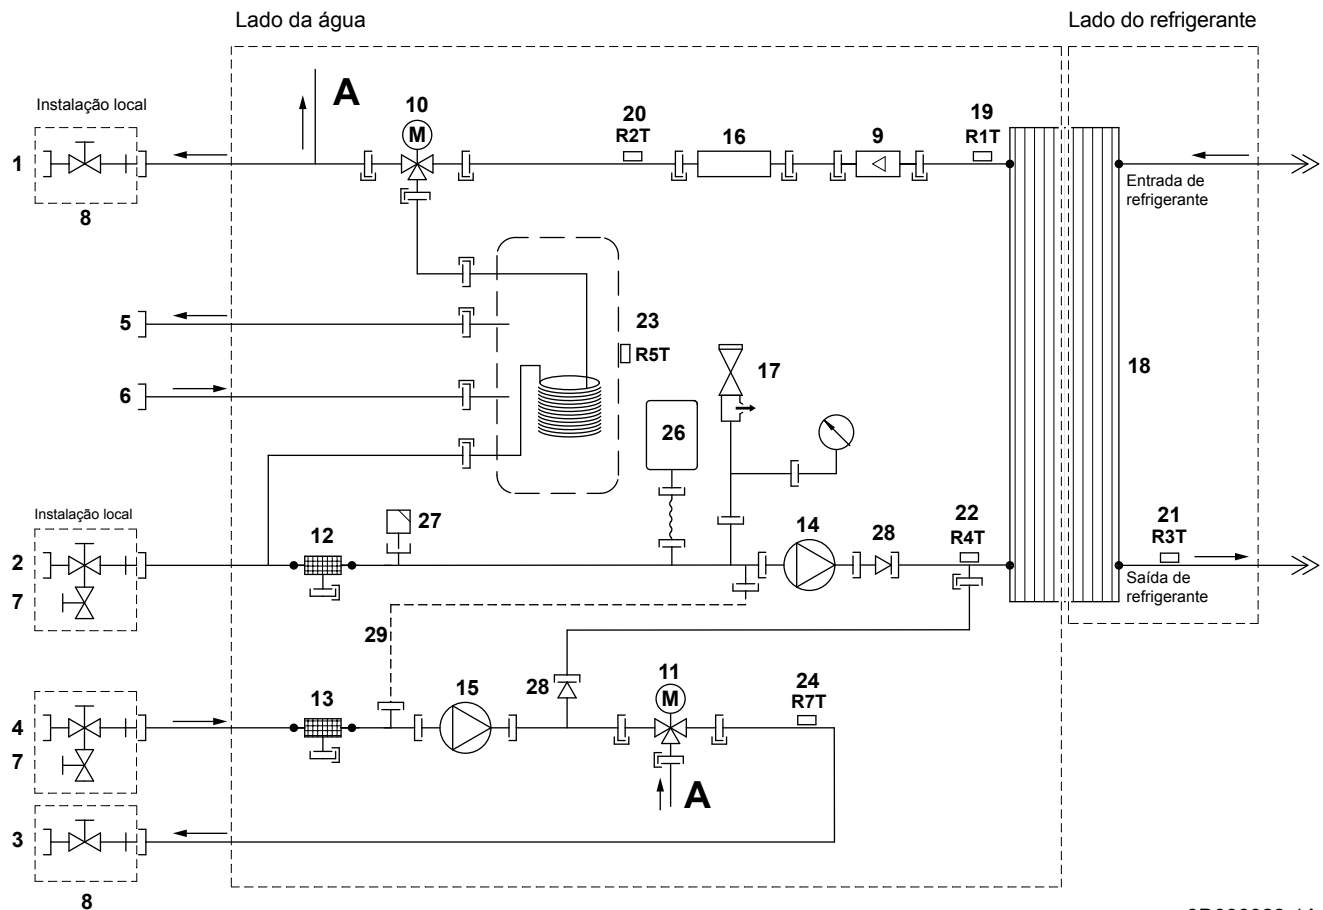 Lado da água
Lado do refrigerante
Instalação local
A
10
M
20
R2T
16
9
19
R1T
1
8
Entrada de
refrigerante
5
23
R5T
17
18
6
26
Instalação local
12
27
14
28
22
R4T
21
R3T
2
7
Saída de
refrigerante
29
13
15
28
11
M
24
R7T
4
7
A
3
8